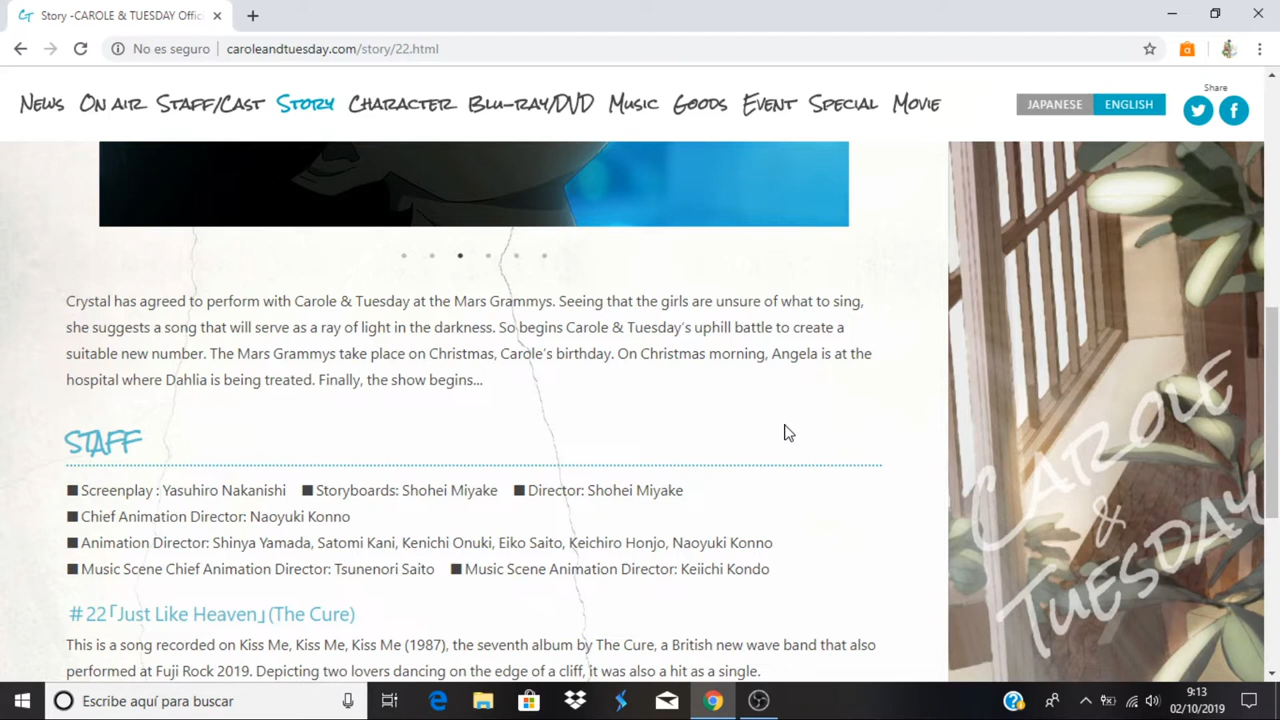 Story -CAROLE & TUESDAY Offici
No es seguro caroleandtuesday.com/story/22.html
News On air Staff/Cast Story Character Blu-ray/DVD Music Goods Event Special Movie JAPANESE ENGLISH Share
Crystal has agreed to perform with Carole & Tuesday at the Mars Grammys. Seeing that the girls are unsure of what to sing,
she suggests a song that will serve as a ray of light in the darkness. So begins Carole & Tuesday's uphill battle to create a
suitable new number. The Mars Grammys take place on Christmas, Carole's birthday. On Christmas morning, Angela is at the
hospital where Dahlia is being treated. Finally, the show begins...
STAFF
■Screenplay : Yasuhiro Nakanishi ■Storyboards: Shohei Miyake ■Director: Shohei Miyake
■Chief Animation Director: Naoyuki Konno
■Animation Director: Shinya Yamada, Satomi Kani, Kenichi Onuki, Eiko Saito, Keichiro Honjo, Naoyuki Konno
■Music Scene Chief Animation Director: Tsunenori Saito ■Music Scene Animation Director: Keiichi Kondo
＃22「Just Like Heaven」(The Cure)
This is a song recorded on Kiss Me, Kiss Me, Kiss Me (1987), the seventh album by The Cure, a British new wave band that also
performed at Fuji Rock 2019. Depicting two lovers dancing on the edge of a cliff, it was also a hit as a single.
CAROLE
&
TUESDAY
Escribe aquí para buscar
9:13
02/10/2019